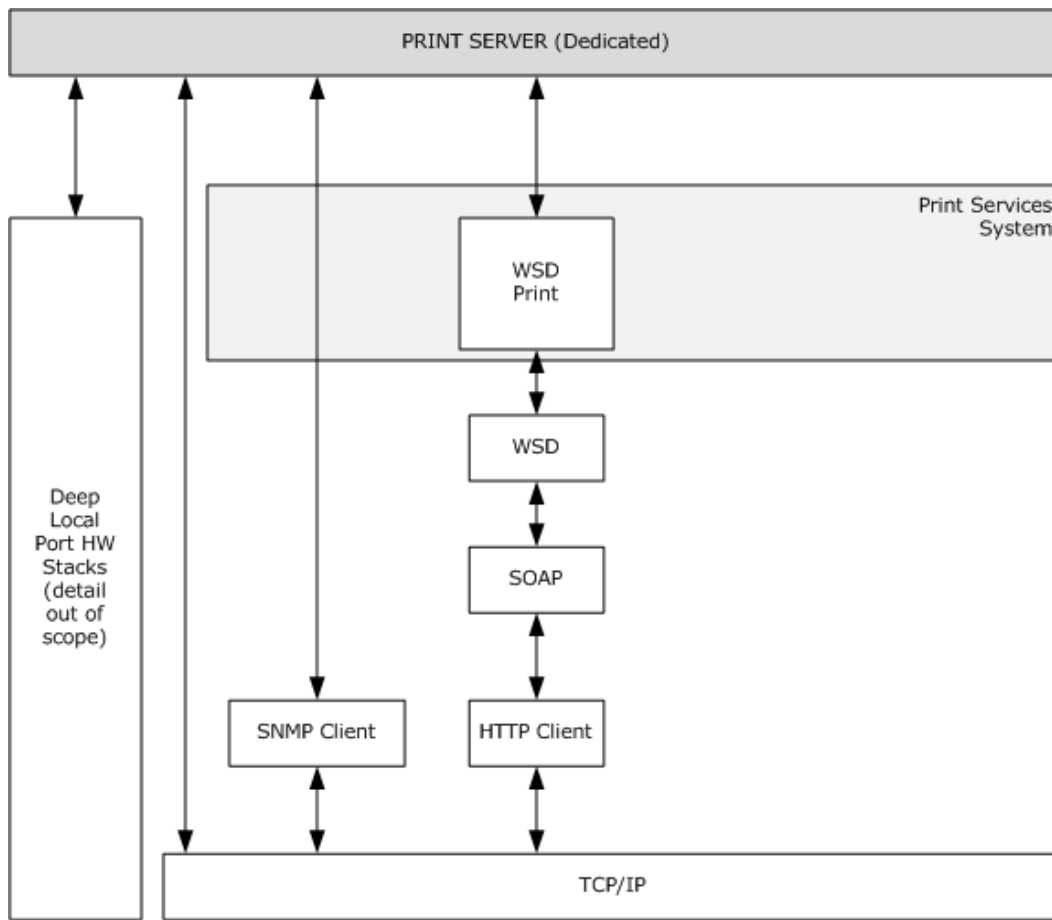 PRINT SERVER (Dedicated)
Print Services
System
WSD
Print
WSD
Deep
Local
Port HW
Stacks
(detail
out of
scope)
SOAP
SNMP Client
HTTP Client
TCP/IP